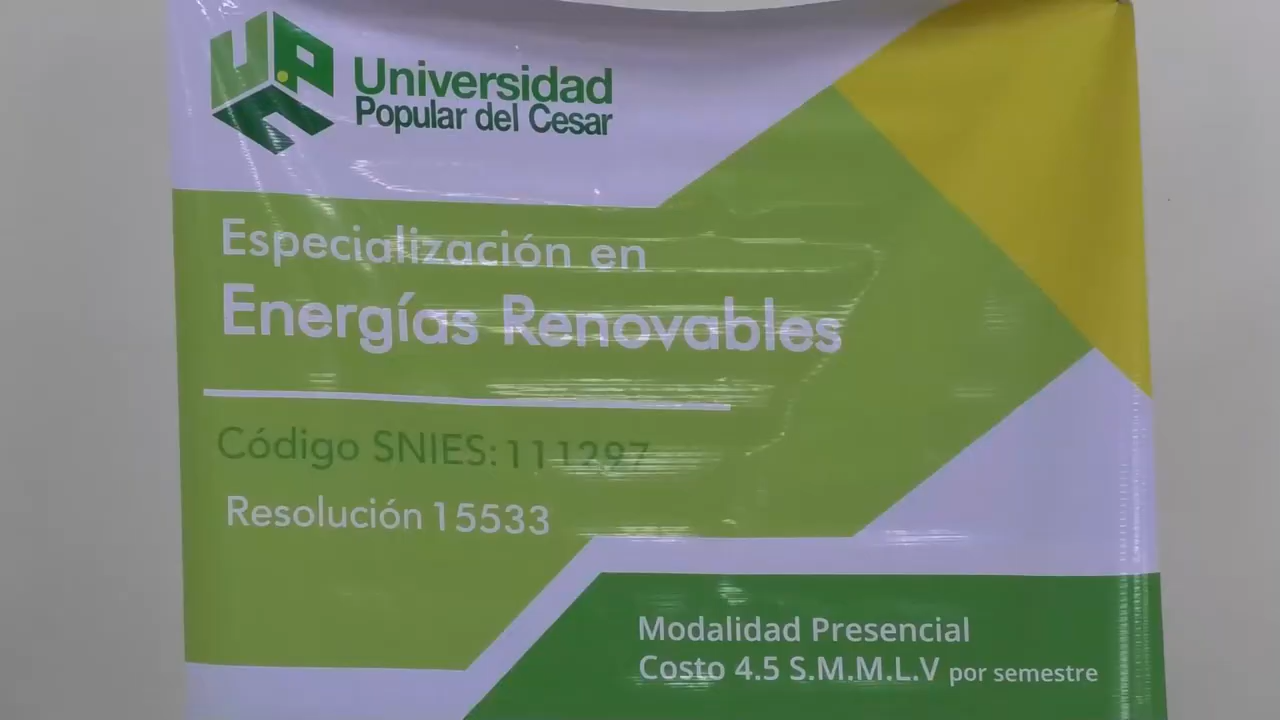 UPC
Universidad
Popular del Cesar
Especialización en
Energías Renovables
Código SNIES: 111297
Resolución 15533
Modalidad Presencial
Costo 4.5 S.M.M.L.V por semestre